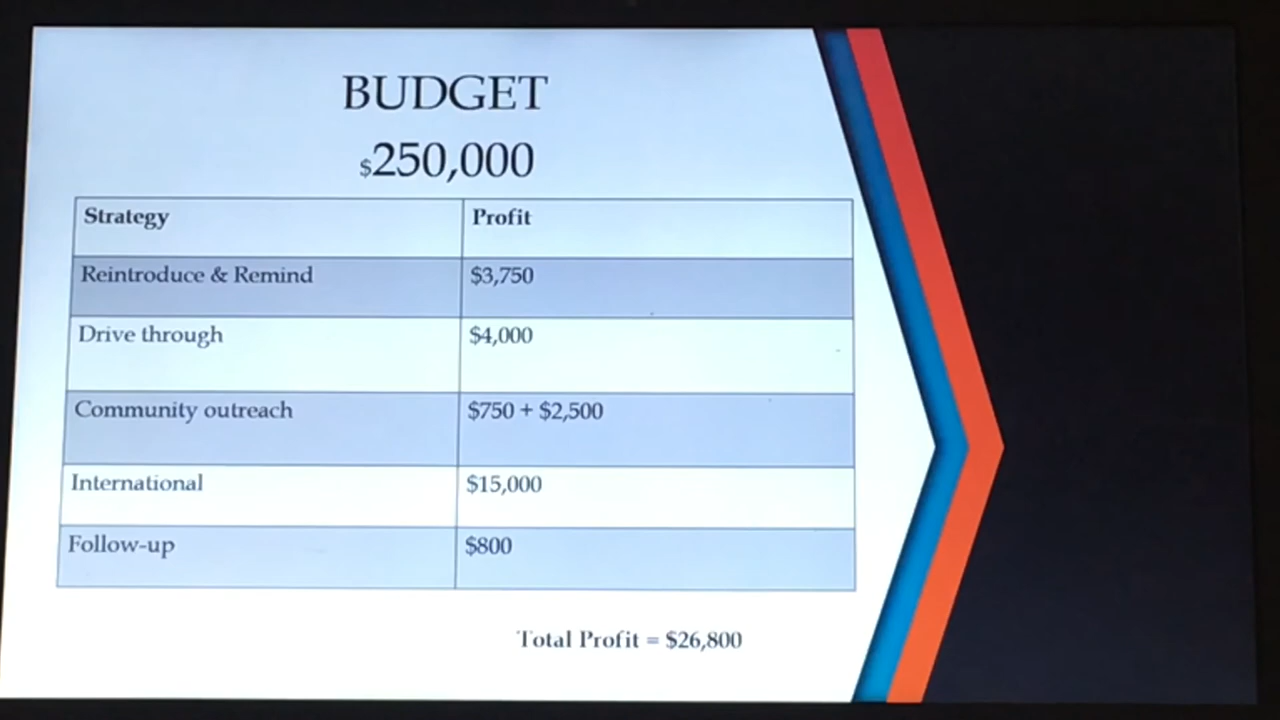 BUDGET
$250,000
Strategy Profit
Reintroduce & Remind $3,750
Drive through $4,000
Community outreach $750 + $2,500
International $15,000
Follow-up $800
Total Profit = $26,800